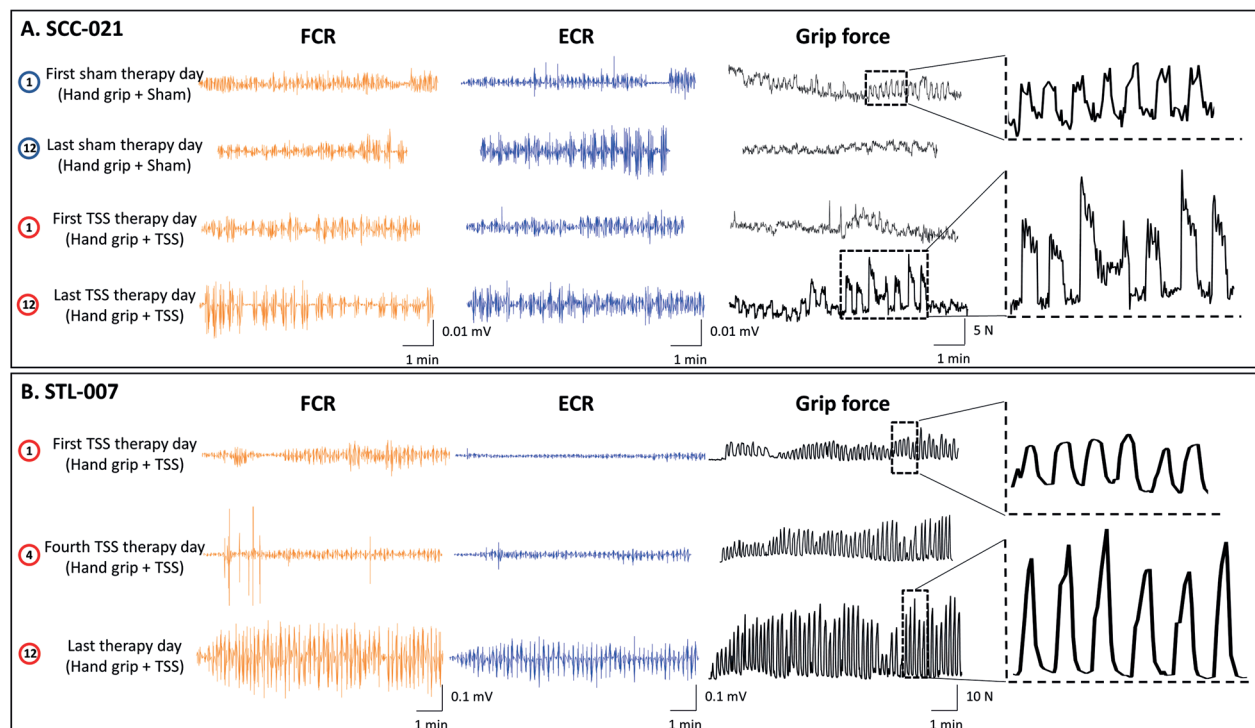 A. SCC-021
FCR
ECR
Grip force
1
First sham therapy day
(Hand grip + Sham)
12
Last sham therapy day
(Hand grip + Sham)
1
First TSS therapy day
(Hand grip + TSS)
12
Last TSS therapy day
(Hand grip + TSS)
0.01 mV
1 min
0.01 mV
1 min
5 N
1 min
B. STL-007
FCR
ECR
Grip force
1
First TSS therapy day
(Hand grip + TSS)
4
Fourth TSS therapy day
(Hand grip + TSS)
12
Last therapy day
(Hand grip + TSS)
0.1 mV
1 min
0.1 mV
1 min
10 N
1 min